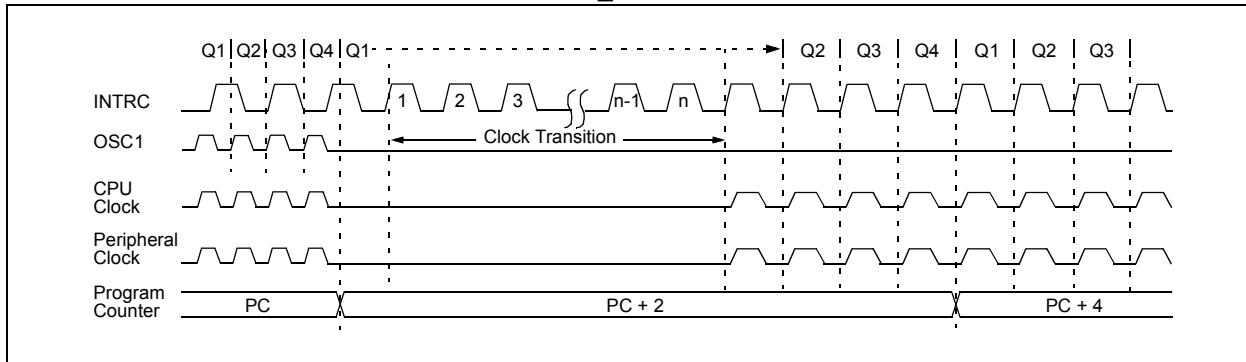 Q1 Q2 Q3 Q4 Q1 Q2 Q3 Q4 Q1 Q2 Q3
INTRC
1 2 3 n-1 n
OSC1
Clock Transition
CPU
Clock
Peripheral
Clock
Program
Counter
PC PC + 2 PC + 4